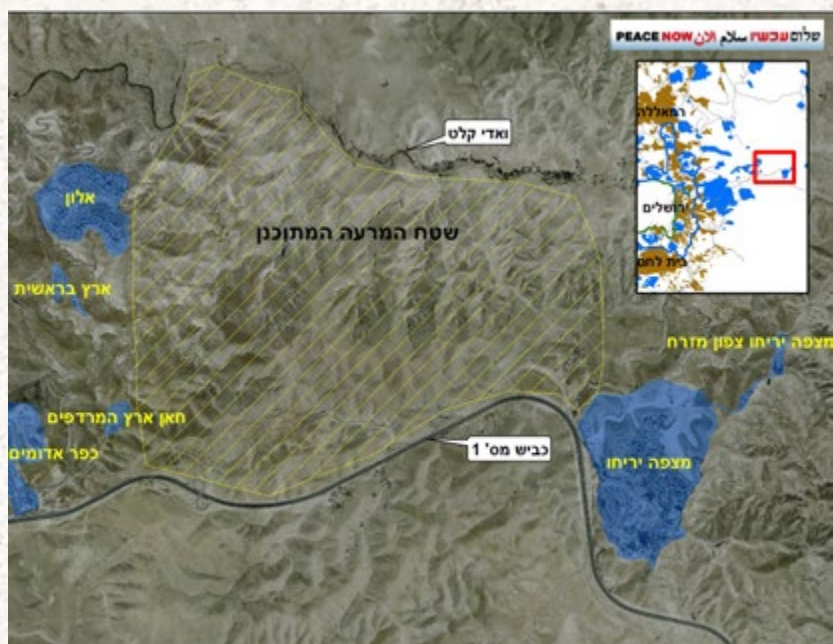 שלום עכשיו سلام الان PEACE NOW
רמאללה
ירושלים
בית לחם
ואדי קלט
אלון
שטח המרעה המתוכנן
ארץ בראשית
מצפה יריחו צפון מזרח
חאן ארץ המרדפים
כפר אדומים
כביש מס' 1
מצפה יריחו